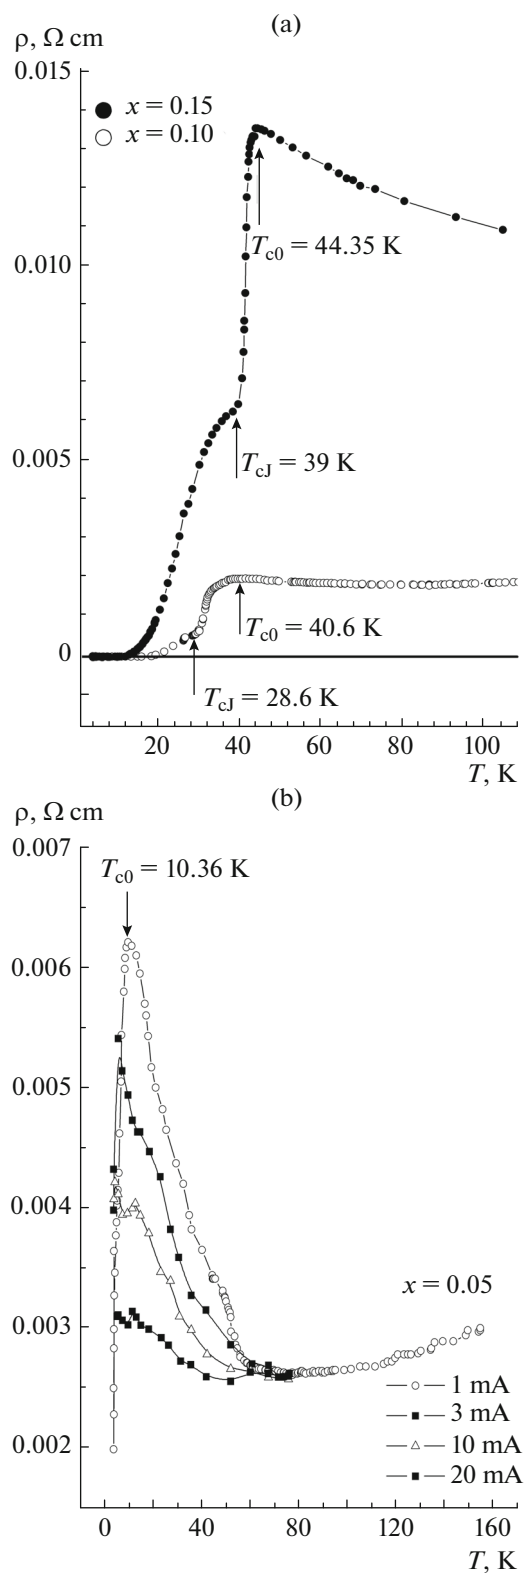 (a)
ρ, Ω cm
0.015
● x = 0.15
○ x = 0.10
T_c0 = 44.35 K
0.010
T_cJ = 39 K
0.005
T_c0 = 40.6 K
0
T_cJ = 28.6 K
20 40 60 80 100
T, K
(b)
ρ, Ω cm
0.007
T_c0 = 10.36 K
0.006
0.005
0.004
x = 0.05
0.003
1 mA
3 mA
10 mA
20 mA
0.002
0 40 80 120 160
T, K